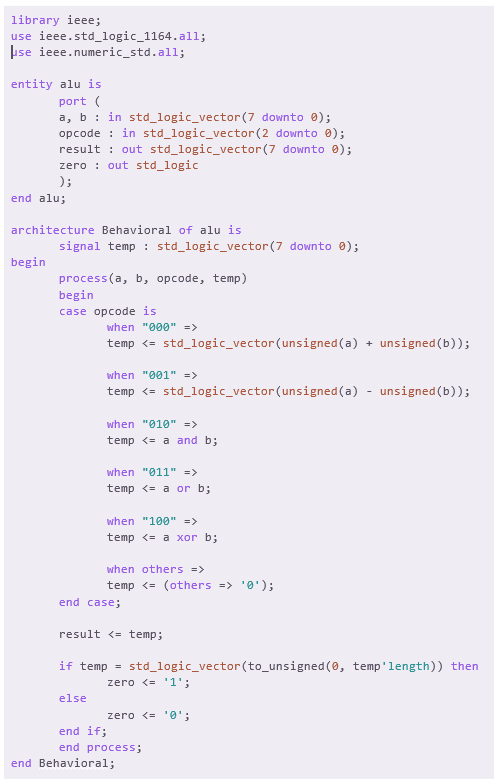 library ieee;
use ieee.std_logic_1164.all;
use ieee.numeric_std.all;

entity alu is
	port (
	a, b : in std_logic_vector(7 downto 0);
	opcode : in std_logic_vector(2 downto 0);
	result : out std_logic_vector(7 downto 0);
	zero : out std_logic
	);
end alu;

architecture Behavioral of alu is
	signal temp : std_logic_vector(7 downto 0);
begin
	process(a, b, opcode, temp)
	begin
	case opcode is
		when "000" =>
		temp <= std_logic_vector(unsigned(a) + unsigned(b));

		when "001" =>
		temp <= std_logic_vector(unsigned(a) - unsigned(b));

		when "010" =>
		temp <= a and b;

		when "011" =>
		temp <= a or b;

		when "100" =>
		temp <= a xor b;

		when others =>
		temp <= (others => '0');
	end case;

	result <= temp;

	if temp = std_logic_vector(to_unsigned(0, temp'length)) then
		zero <= '1';
	else
		zero <= '0';
	end if;
	end process;
end Behavioral;